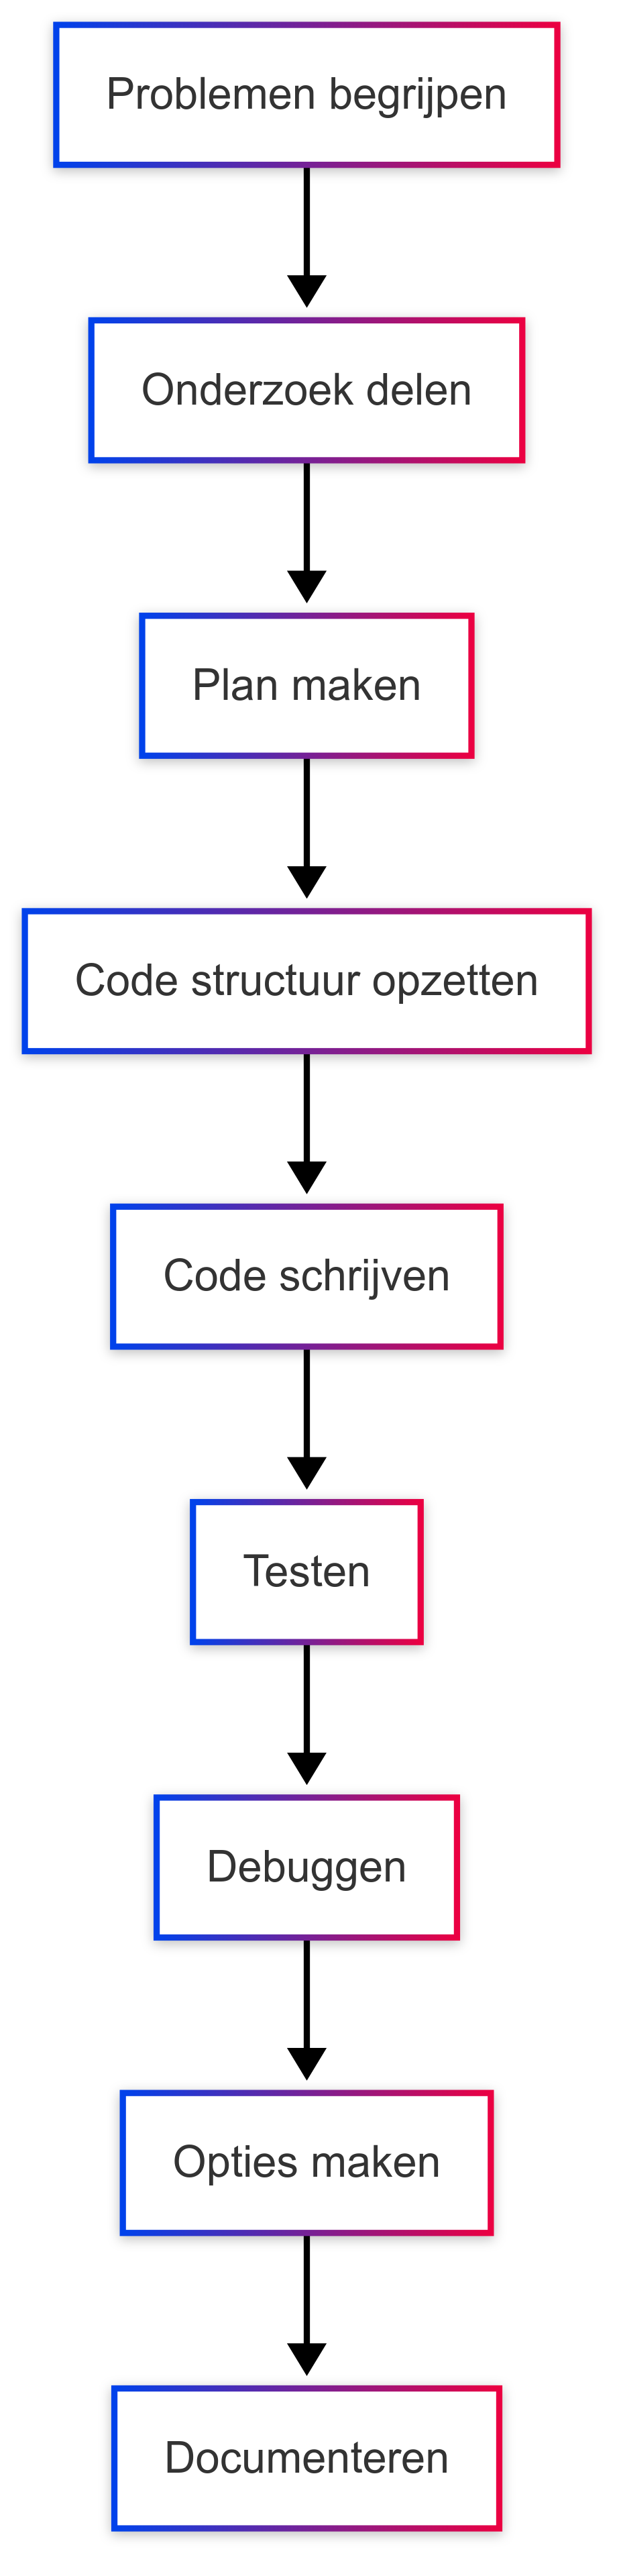 Problemen begrijpen
Onderzoek delen
Plan maken
Code structuur opzetten
Code schrijven
Testen
Debuggen
Opties maken
Documenteren